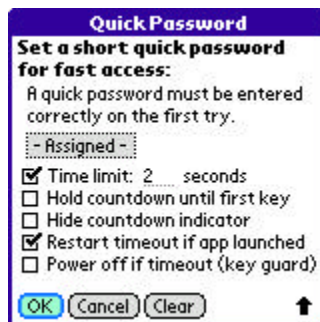 Quick Password
Set a short quick password
for fast access:
A quick password must be entered
correctly on the first try.
- Assigned -
Time limit: 2 seconds
Hold countdown until first key
Hide countdown indicator
Restart timeout if app launched
Power off if timeout (key guard)
OK Cancel Clear